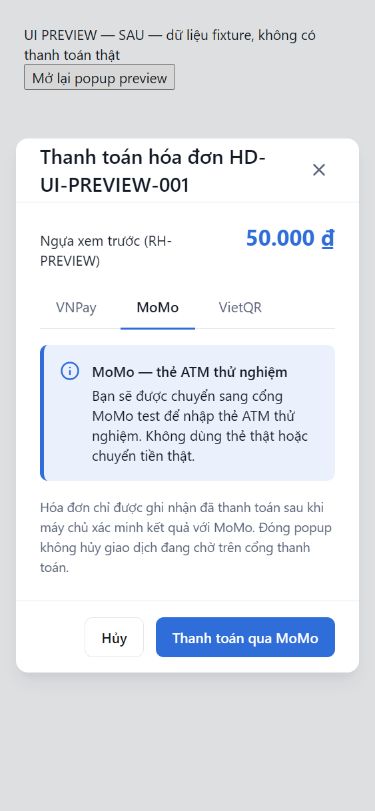 UI PREVIEW — SAU — dữ liệu fixture, không có
thanh toán thật
Mở lại popup preview
Thanh toán hóa đơn HD-
UI-PREVIEW-001
Ngựa xem trước (RH-
PREVIEW)
50.000 ₫
VNPay
MoMo
VietQR
MoMo — thẻ ATM thử nghiệm
Bạn sẽ được chuyển sang cổng
MoMo test để nhập thẻ ATM thử
nghiệm. Không dùng thẻ thật hoặc
chuyển tiền thật.
Hóa đơn chỉ được ghi nhận đã thanh toán sau khi
máy chủ xác minh kết quả với MoMo. Đóng popup
không hủy giao dịch đang chờ trên cổng thanh
toán.
Hủy
Thanh toán qua MoMo